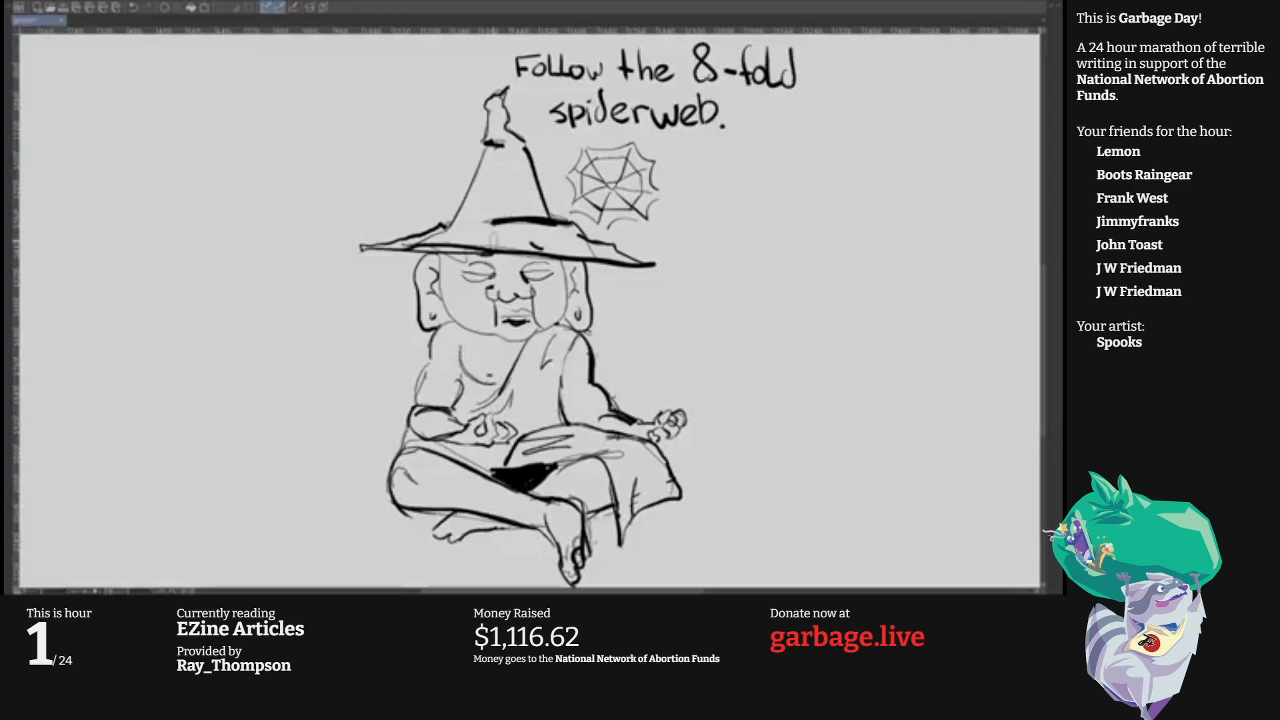 Follow the 8-fold
spiderweb.
This is Garbage Day!
A 24 hour marathon of terrible
writing in support of the
National Network of Abortion
Funds.
Your friends for the hour:
Lemon
Boots Raingear
Frank West
Jimmyfranks
John Toast
J W Friedman
J W Friedman
Your artist:
Spooks
This is hour
1/ 24
Currently reading
EZine Articles
Provided by
Ray_Thompson
Money Raised
$1,116.62
Money goes to the National Network of Abortion Funds
Donate now at
garbage.live